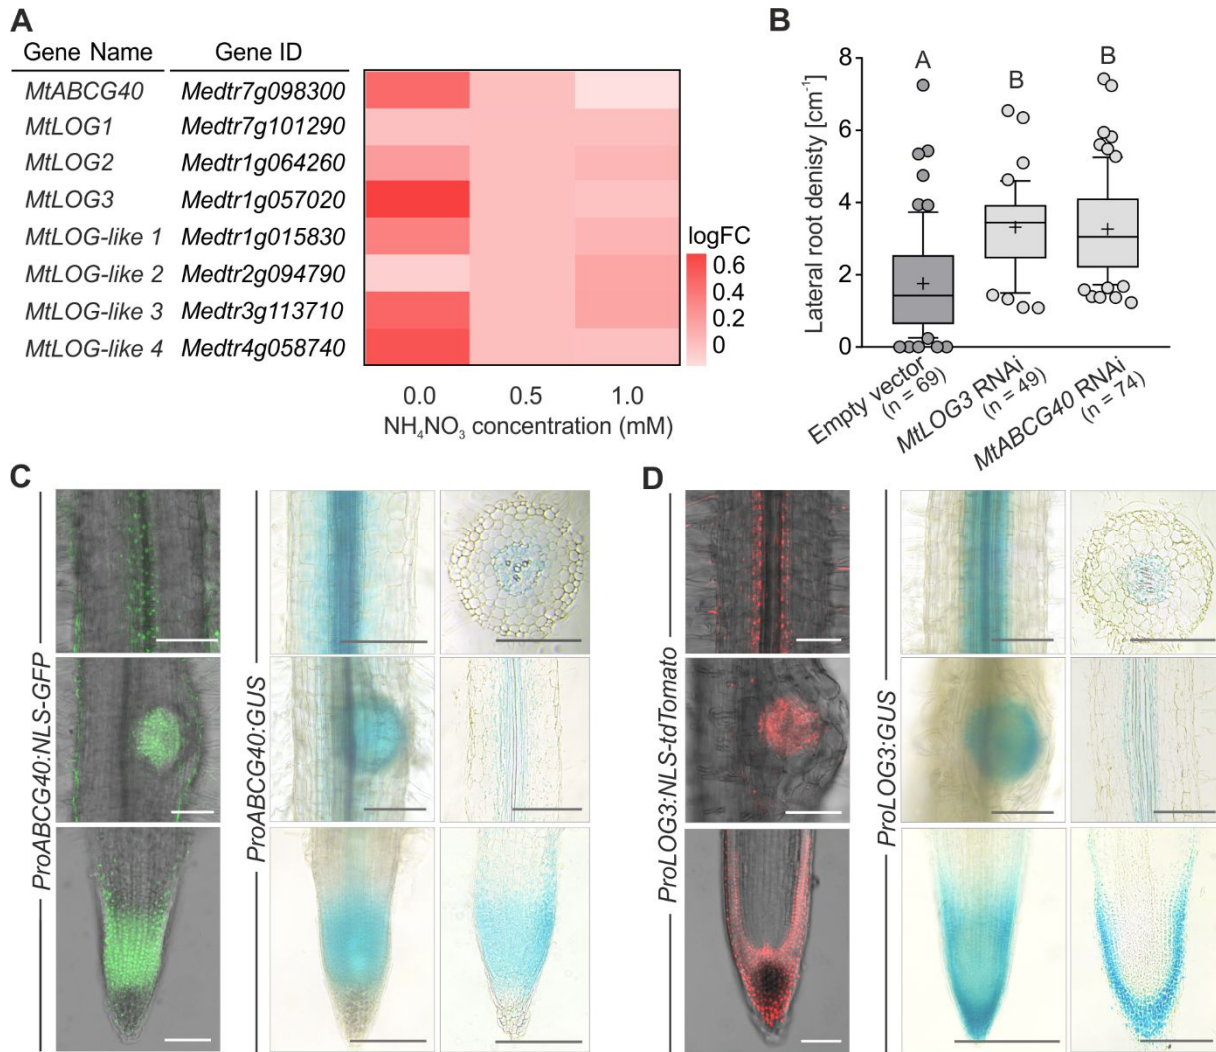 A
Gene Name Gene ID
MtABCG40 Medtr7g098300
MtLOG1 Medtr7g101290
MtLOG2 Medtr1g064260
MtLOG3 Medtr1g057020
MtLOG-like 1 Medtr1g015830
MtLOG-like 2 Medtr2g094790
MtLOG-like 3 Medtr3g113710
MtLOG-like 4 Medtr4g058740
logFC
0.6
0.4
0.2
0
0.0 0.5 1.0
NH₄NO₃ concentration (mM)
B
Lateral root denisty [cm⁻¹]
8
6
4
2
0
A B B
Empty vector
(n = 69)
MtLOG3 RNAi
(n = 49)
MtABCG40 RNAi
(n = 74)
C
ProABCG40:NLS-GFP
ProABCG40:GUS
D
ProLOG3:NLS-tdTomato
ProLOG3:GUS